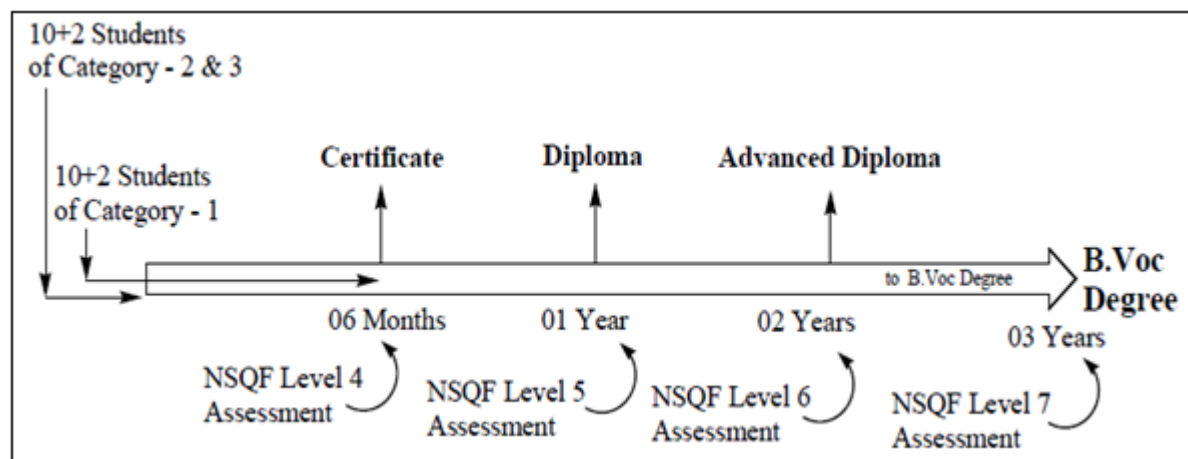 10+2 Students
of Category - 2 & 3
10+2 Students
of Category - 1
Certificate
Diploma
Advanced Diploma
to B.Voc Degree
B.Voc
Degree
06 Months
01 Year
02 Years
03 Years
NSQF Level 4
Assessment
NSQF Level 5
Assessment
NSQF Level 6
Assessment
NSQF Level 7
Assessment